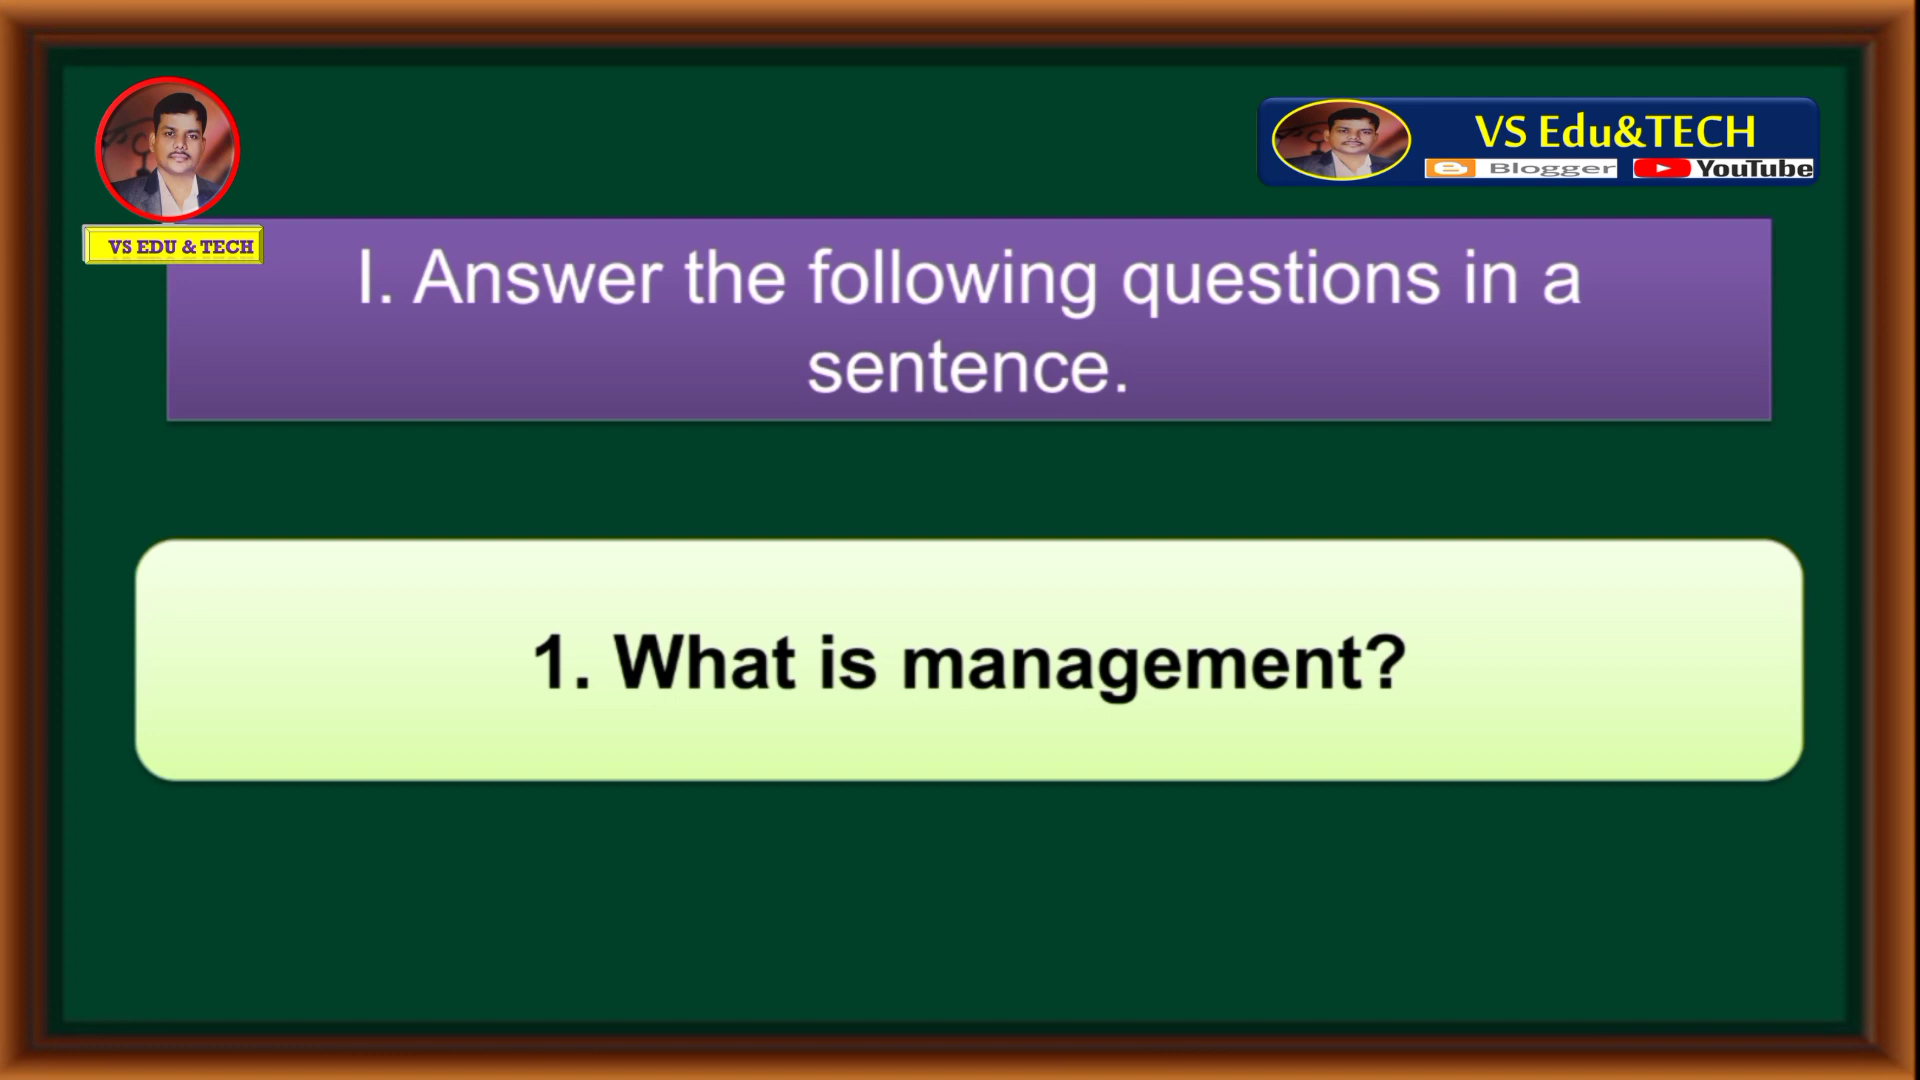 VS Edu&TECH
Blogger YouTube
VS EDU & TECH
I. Answer the following questions in a
sentence.
1. What is management?